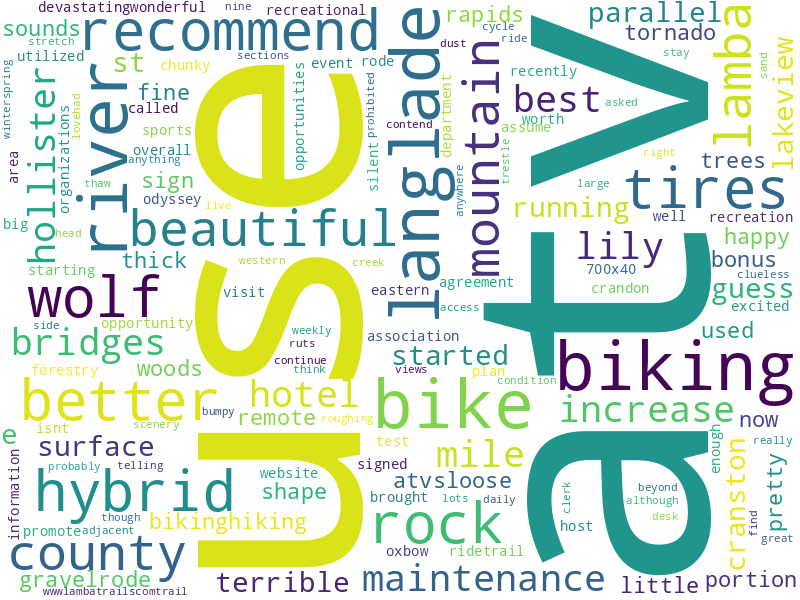 devastatingwonderful
nine
recreational
sounds
recommend
rapids
parallel
stretch
utilized
st
chunky
sections
event
rode
cycle
ride
tornado
dust
stay
lamba
lakeview
winterspring
hollister
river
fine
called
use
opportunities
prohibited
langlade
contend
department
mountain
recently
best
asked
sand
worth
assume
atv
area
organizations
lovehad
sports
overall
anything
silent
trestle
right
trees
sign
odyssey
live
anywhere
large
tires
big
head
thaw
beautiful
running
well
recreation
happy
starting
thick
western
creek
lily
bonus
clueless
wolf
visit
eastern
agreement
700x40
crandon
guess
excited
side
opportunity
weekly
ruts
association
access
bridges
continue
think
views
started
used
forestry
woods
plan
condition
biking
better
hotel
bike
increase
now
scenery
bumpy
remote
roughing
e
isnt
surface
test
mile
enough
really
probably
telling
website
signed
atvsloose
cranston
pretty
information
hybrid
shape
brought
lots
daily
clerk
beyond
although
desk
find
great
promote
though
adjacent
bikinghiking
rock
host
county
oxbow
ridetrail
gravelrode
terrible
maintenance
little
portion
wwwlambatrailscomtrail